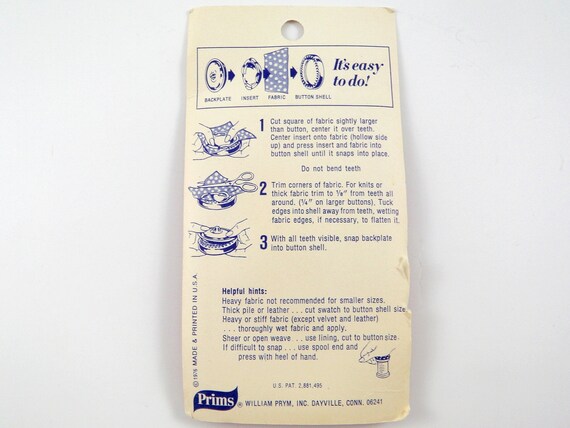 It's easy
to do!
BACKPLATE INSERT FABRIC BUTTON SHELL
1 Cut square of fabric sightly larger
than button, center it over teeth.
Center insert onto fabric (hollow side
up) and press insert and fabric into
button shell until it snaps into place.
Do not bend teeth
2 Trim corners of fabric. For knits or
thick fabric trim to ⅛" from teeth all
around. (¼" on larger buttons). Tuck
edges into shell away from teeth, wetting
fabric edges, if necessary, to flatten it.
3 With all teeth visible, snap backplate
into button shell.
Helpful hints:
Heavy fabric not recommended for smaller sizes.
Thick pile or leather . . . cut swatch to button shell size
Heavy or stiff fabric (except velvet and leather)
. . . thoroughly wet fabric and apply.
Sheer or open weave . . . use lining, cut to button size
If difficult to snap . . . use spool end and
press with heel of hand.
©1976 MADE & PRINTED IN U.S.A.
U.S. PAT. 2,881,495
Prims ® WILLIAM PRYM, INC. DAYVILLE, CONN. 06241